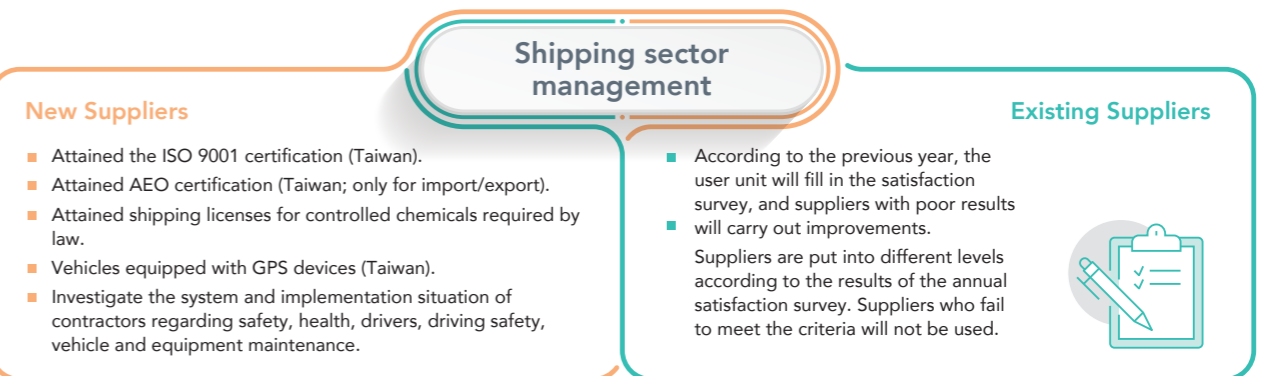 Shipping sector
management
New Suppliers
Attained the ISO 9001 certification (Taiwan).
Attained AEO certification (Taiwan; only for import/export).
Attained shipping licenses for controlled chemicals required by
law.
Vehicles equipped with GPS devices (Taiwan).
Investigate the system and implementation situation of
contractors regarding safety, health, drivers, driving safety,
vehicle and equipment maintenance.
Existing Suppliers
According to the previous year, the
user unit will fill in the satisfaction
survey, and suppliers with poor results
will carry out improvements.
Suppliers are put into different levels
according to the results of the annual
satisfaction survey. Suppliers who fail
to meet the criteria will not be used.